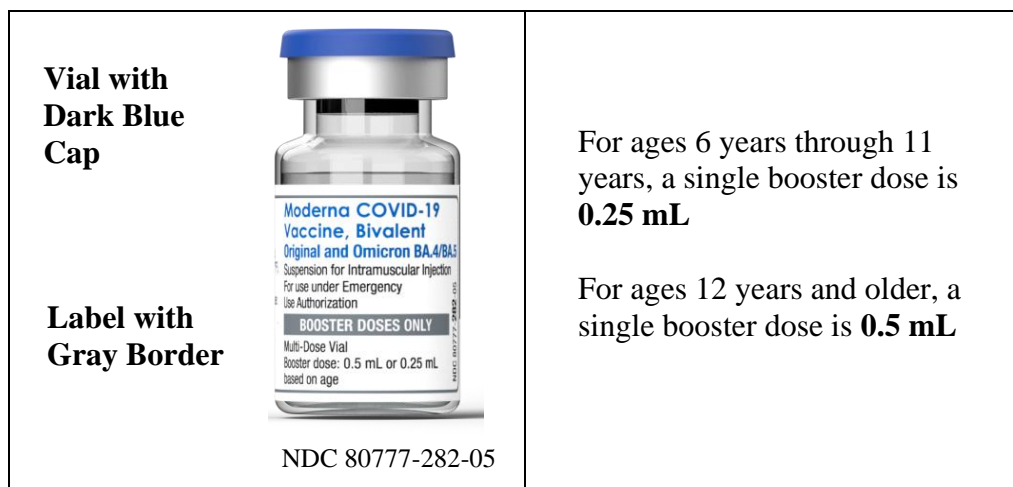 Vial with
Dark Blue
Cap
Label with
Gray Border
Moderna COVID-19
Vaccine, Bivalent
Original and Omicron BA.4/BA.5
Suspension for Intramuscular Injection
For use under Emergency
Use Authorization
BOOSTER DOSES ONLY
Multi-Dose Vial
Booster dose: 0.5 mL or 0.25 mL
based on age
NDC 80777-282-05
NDC 80777-282-05
For ages 6 years through 11
years, a single booster dose is
0.25 mL
For ages 12 years and older, a
single booster dose is 0.5 mL